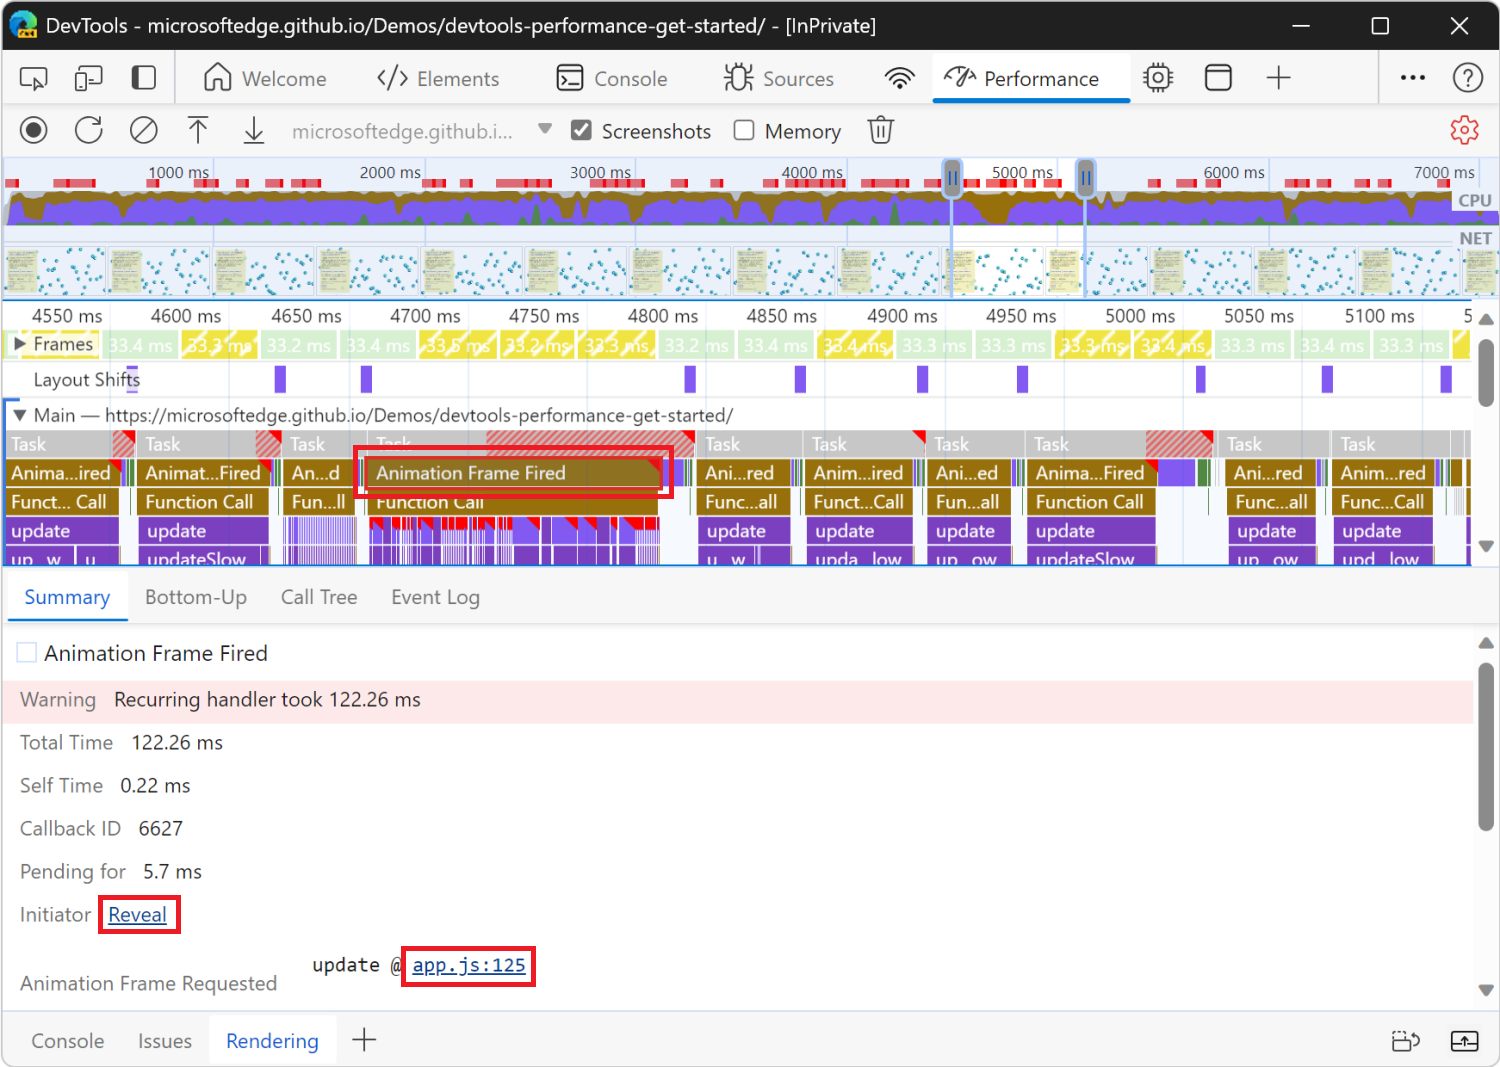 DevTools - microsoftedge.github.io/Demos/devtools-performance-get-started/ - [InPrivate]
Welcome </> Elements Console Sources Performance
microsoftedge.github.i... Screenshots Memory
1000 ms 2000 ms 3000 ms 4000 ms 5000 ms 6000 ms 7000 ms
CPU
NET
4550 ms 4600 ms 4650 ms 4700 ms 4750 ms 4800 ms 4850 ms 4900 ms 4950 ms 5000 ms 5050 ms 5100 ms 5
Frames 33.4 ms 33.3 ms 33.2 ms 33.4 ms 33.5 ms 33.2 ms 33.3 ms 33.2 ms 33.4 ms 33.4 ms 33.3 ms 33.3 ms 33.3 ms 33.4 ms 33.3 ms 33.4 ms 33.3 ms
Layout Shifts
Main — https://microsoftedge.github.io/Demos/devtools-performance-get-started/
Task Task Task Task Task Task Task Task Task Task
Anima...ired Animat...Fired An...d Animation Frame Fired Ani...red Anim...ired Ani...ed Anima...Fired Ani...red Anim...red
Funct... Call Function Call Fun...ll Function Call Func...all Funct...Call Fun...all Function Call Func...all Func...Call
update update update update update update update update
up...w u... updateSlow u...w upda...low up...ow updateSlow up...ow upd...low
Summary Bottom-Up Call Tree Event Log
Animation Frame Fired
Warning Recurring handler took 122.26 ms
Total Time 122.26 ms
Self Time 0.22 ms
Callback ID 6627
Pending for 5.7 ms
Initiator Reveal
update @ app.js:125
Animation Frame Requested
Console Issues Rendering